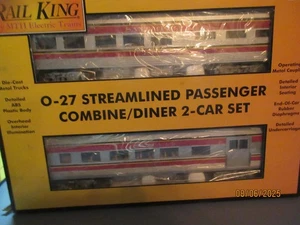 RAIL KING
by MTH Electric Trains
Die-Cast
Metal Trucks
Detailed
ABS
Plastic Body
Overhead
Interior
Illumination
O-27 STREAMLINED PASSENGER
COMBINE/DINER 2-CAR SET
Operating
Metal Couplers
Detailed
Interior
Seating
End-Of-Car
Rubber
Diaphragms
Detailed
Undercarriage
08/06/2025